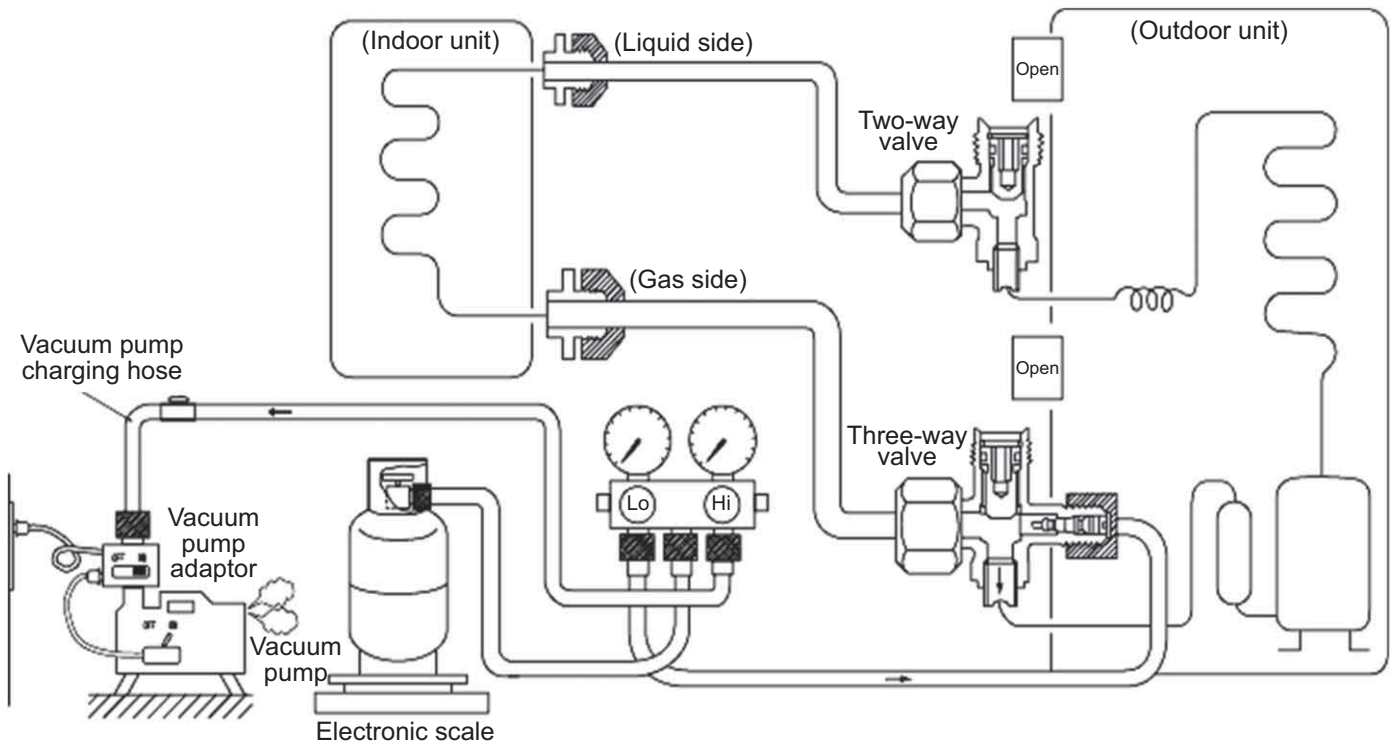 (Indoor unit)
(Liquid side)
Open
(Outdoor unit)
Two-way
valve
(Gas side)
Open
Vacuum pump
charging hose
Three-way
valve
Lo
Hi
Vacuum
pump
adaptor
Vacuum
pump
Electronic scale